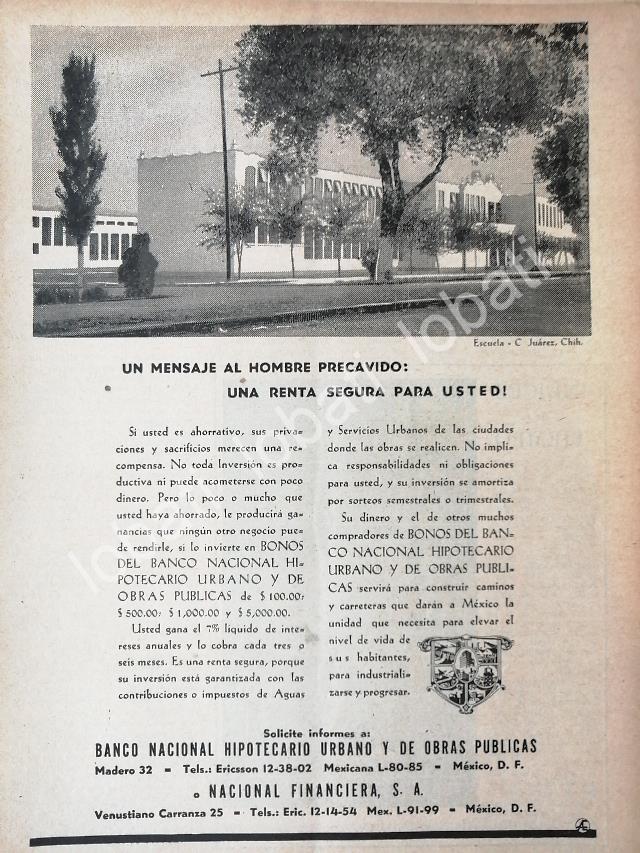 Escuela - C Juárez, Chih.
UN MENSAJE AL HOMBRE PRECAVIDO:
UNA RENTA SEGURA PARA USTED!
Si usted es ahorrativo, sus priva=
ciones y sacrificios merecen una re=
compensa. No toda Inversión es pro=
ductiva ni puede acometerse con poco
dinero. Pero lo poco o mucho que
usted haya ahorrado, le producirá ga=
nancias que ningún otro negocio pue=
de rendirle, si lo invierte en BONOS
DEL BANCO NACIONAL HI=
POTECARIO URBANO Y DE
OBRAS PUBLICAS de $ 100.00:
$ 500.00: $ 1,000.00 y $ 5,000.00.
Usted gana el 7% líquido de inte=
reses anuales y lo cobra cada tres o
seis meses. Es una renta segura, porque
su inversión está garantizada con las
contribuciones o impuestos de Aguas
y Servicios Urbanos de las ciudades
donde las obras se realicen. No impli=
ca responsabilidades ni obligaciones
para usted, y su inversión se amortiza
por sorteos semestrales o trimestrales.
Su dinero y el de otros muchos
compradores de BONOS DEL BAN=
CO NACIONAL HIPOTECARIO
URBANO Y DE OBRAS PUBLI=
CAS servirá para construir caminos
y carreteras que darán a México la
unidad que necesita para elevar el
nivel de vida de
sus habitantes,
para industriali=
zarse y progresar.
Solicite informes a:
BANCO NACIONAL HIPOTECARIO URBANO Y DE OBRAS PUBLICAS
Madero 32 = Tels.: Ericsson 12-38-02 Mexicana L-80-85 = México, D. F.
o NACIONAL FINANCIERA, S. A.
Venustiano Carranza 25 = Tels.: Eric. 12-14-54 Mex. L-91-99 = México, D. F.
lobati lobati lobati lobati